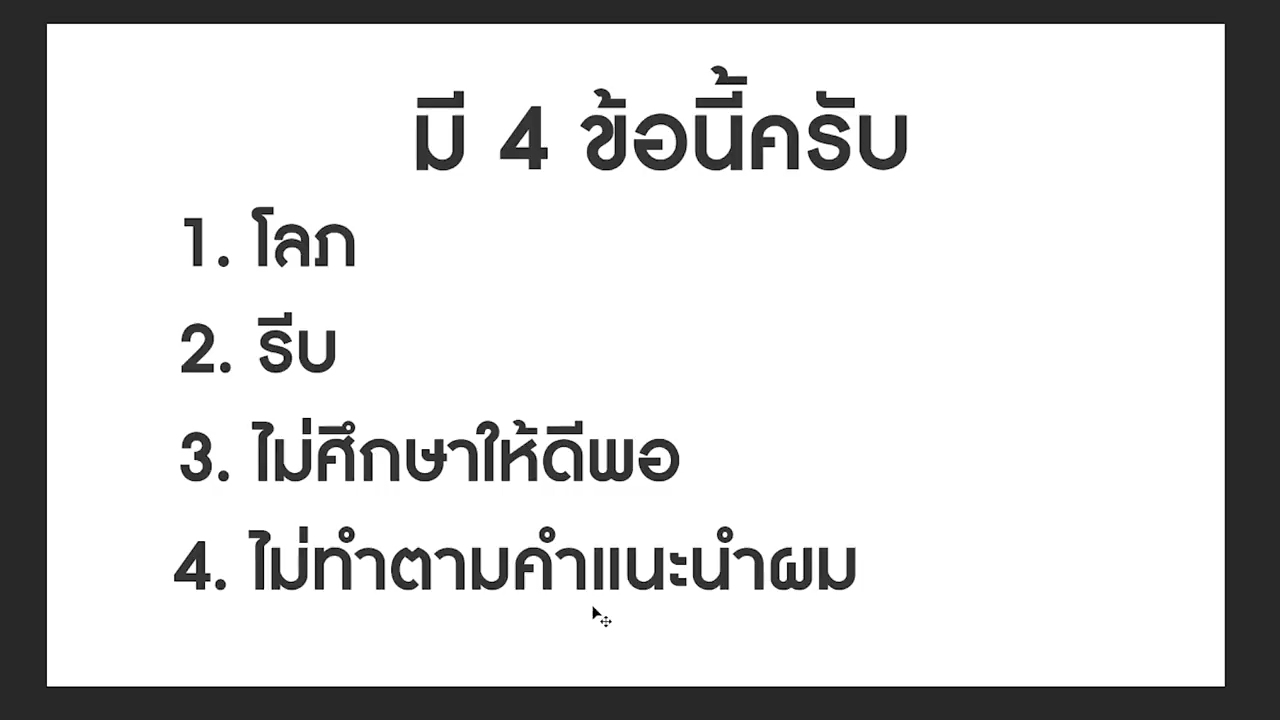 มี 4 ข้อนี้ครับ
1. โลภ
2. รีบ
3. ไม่ศึกษาให้ดีพอ
4. ไม่ทำตามคำแนะนำผม